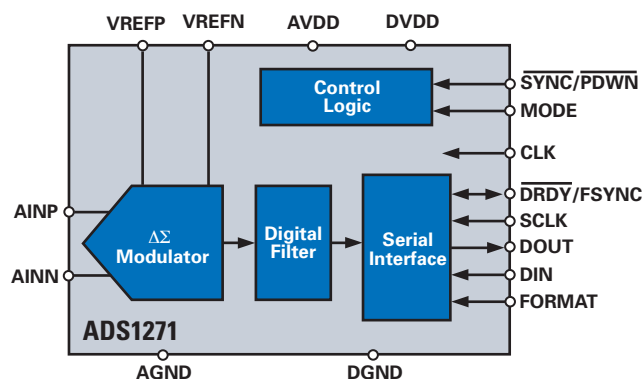 VREFP
VREFN
AVDD
DVDD
Control
Logic
SYNC/PDWN
MODE
CLK
DRDY/FSYNC
SCLK
DOUT
DIN
FORMAT
AINP
AINN
ΔΣ
Modulator
Digital
Filter
Serial
Interface
ADS1271
AGND
DGND